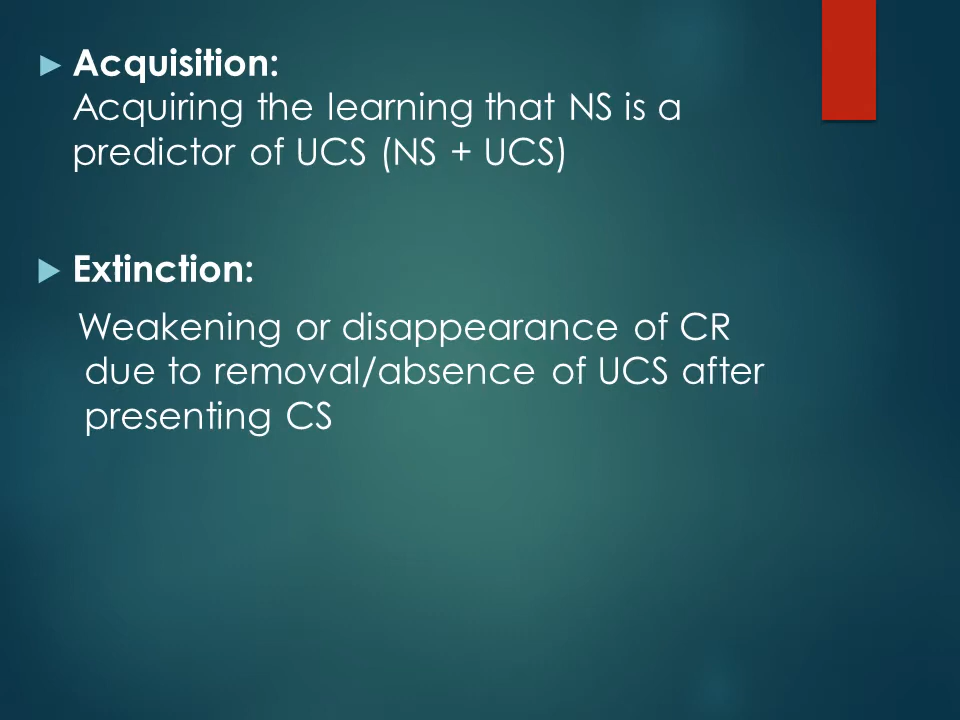 Acquisition:
Acquiring the learning that NS is a
predictor of UCS (NS + UCS)
Extinction:
Weakening or disappearance of CR
due to removal/absence of UCS after
presenting CS